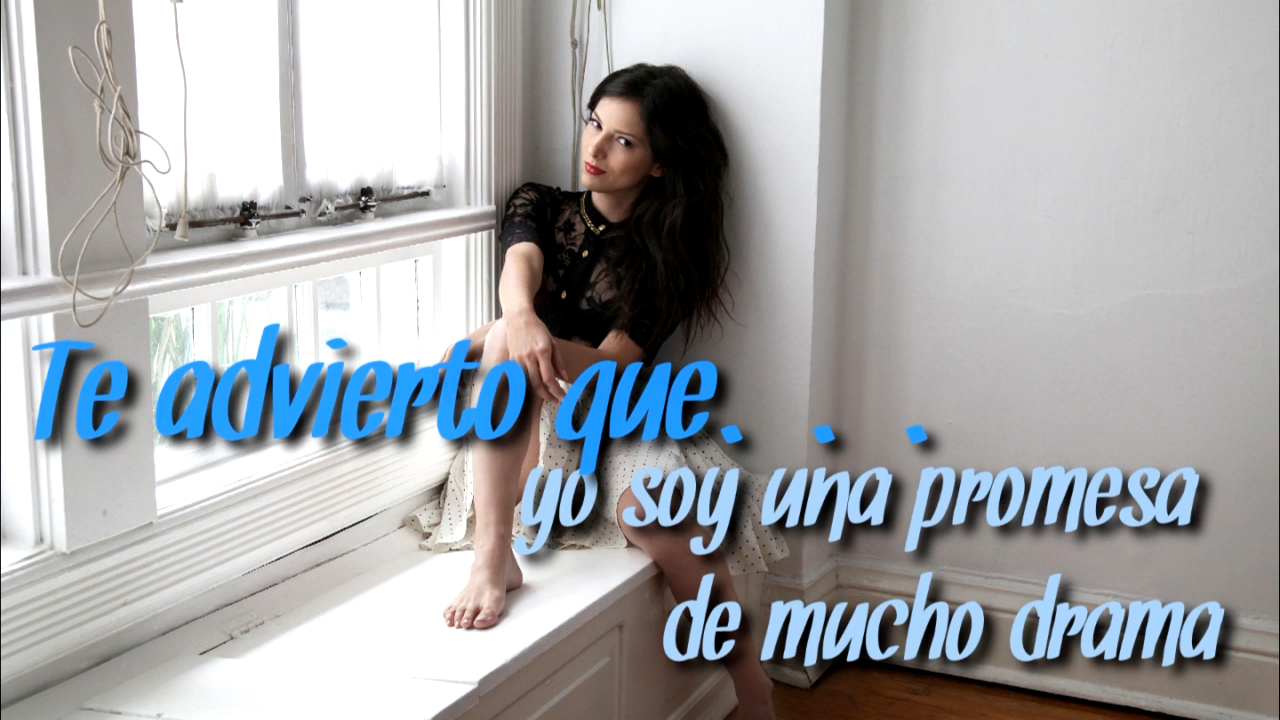 Te advierto que. . .
yo soy una promesa
de mucho drama